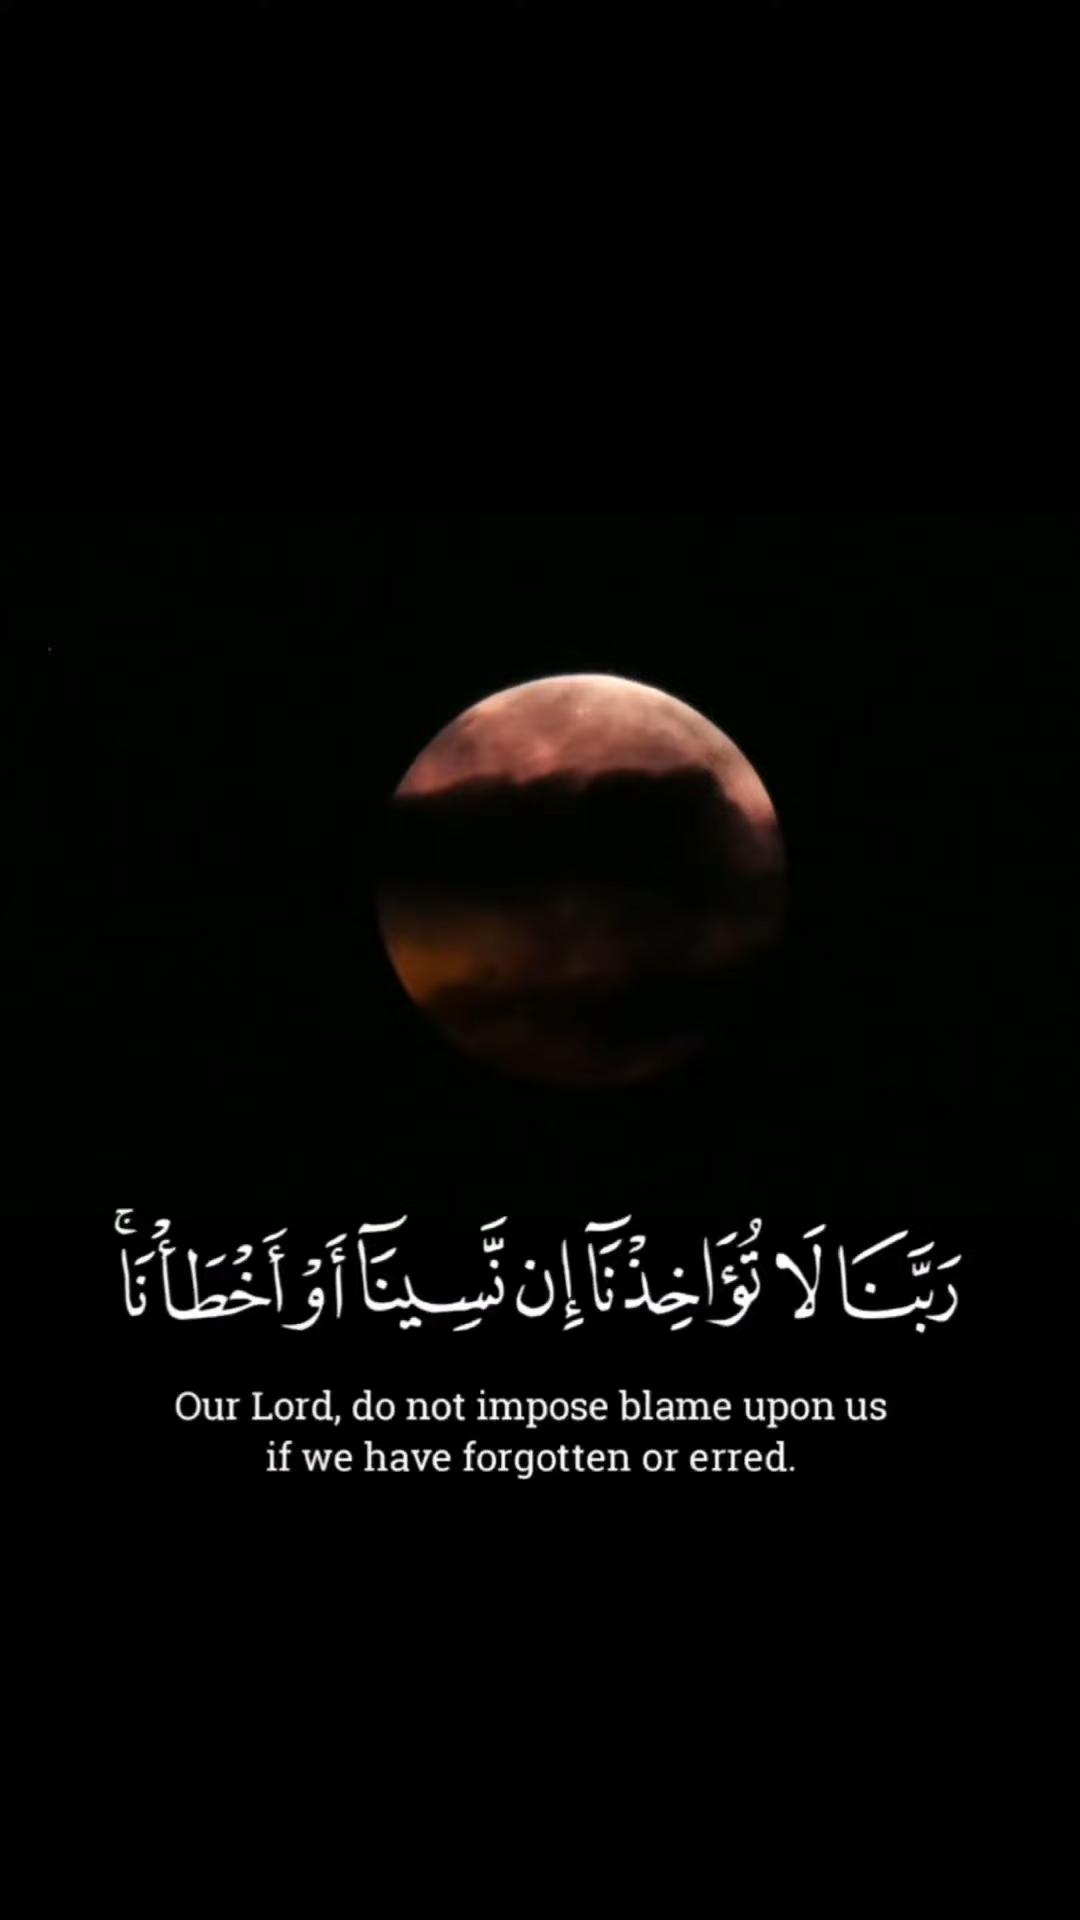 رَبَّنَا لَا تُؤَاخِذْنَآ إِن نَّسِينَآ أَوْ أَخْطَأْنَا ۚ
Our Lord, do not impose blame upon us
if we have forgotten or erred.